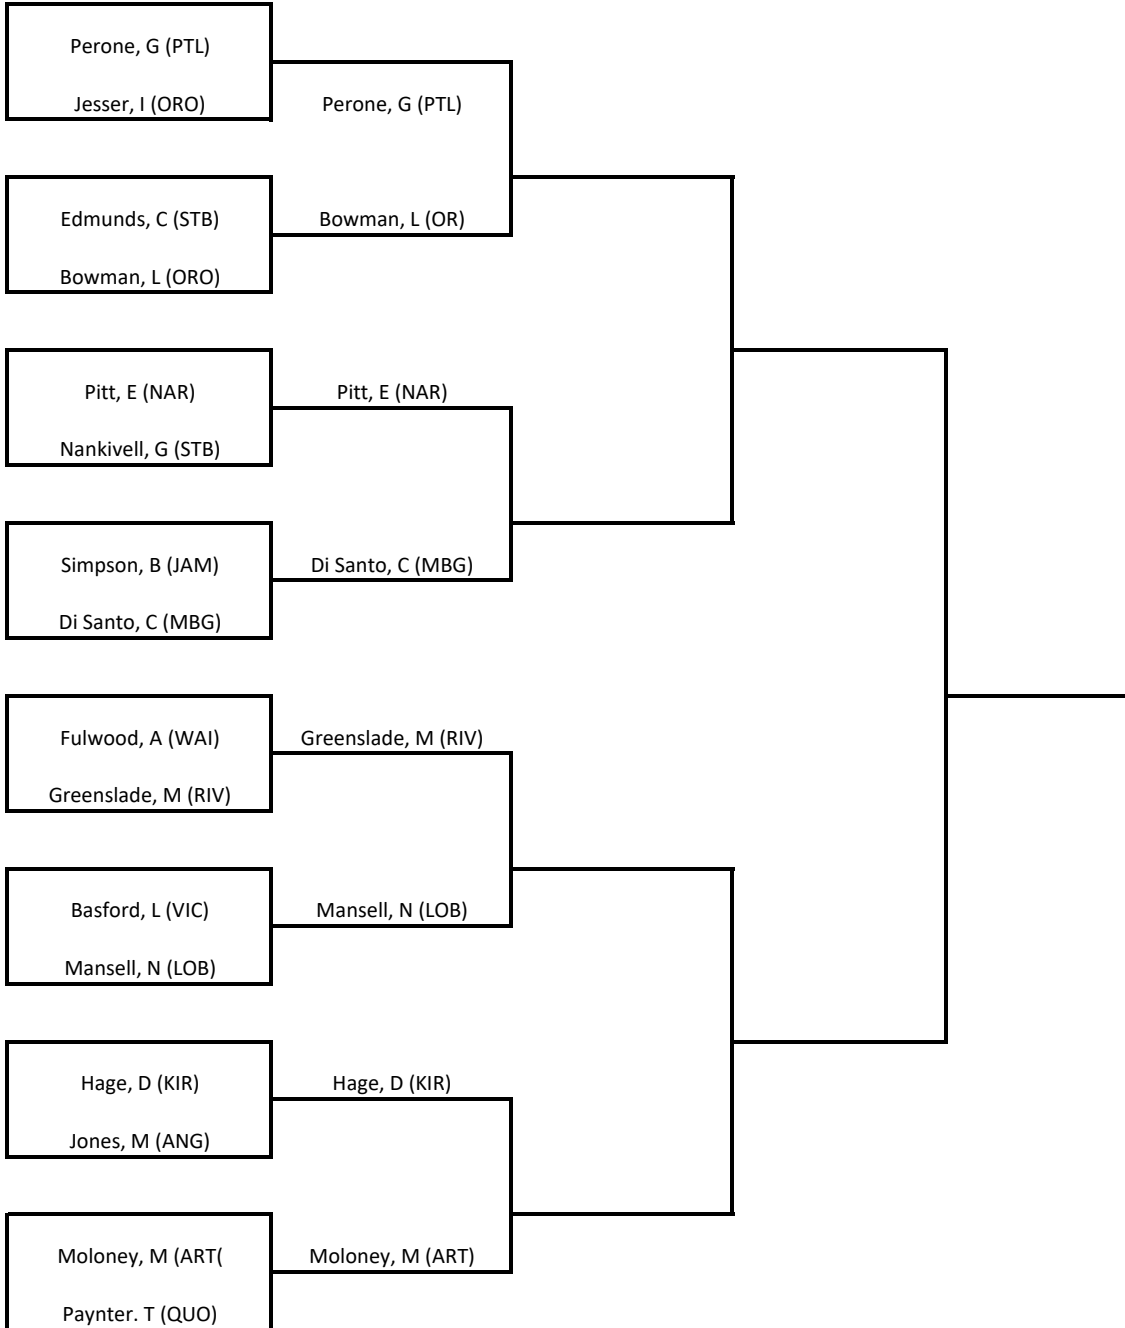 Perone, G (PTL)
Jesser, I (ORO)
Perone, G (PTL)
Edmunds, C (STB)
Bowman, L (OR)
Bowman, L (ORO)
Pitt, E (NAR)
Pitt, E (NAR)
Nankivell, G (STB)
Simpson, B (JAM)
Di Santo, C (MBG)
Di Santo, C (MBG)
Fulwood, A (WAI)
Greenslade, M (RIV)
Greenslade, M (RIV)
Basford, L (VIC)
Mansell, N (LOB)
Mansell, N (LOB)
Hage, D (KIR)
Hage, D (KIR)
Jones, M (ANG)
Moloney, M (ART(
Moloney, M (ART)
Paynter. T (QUO)